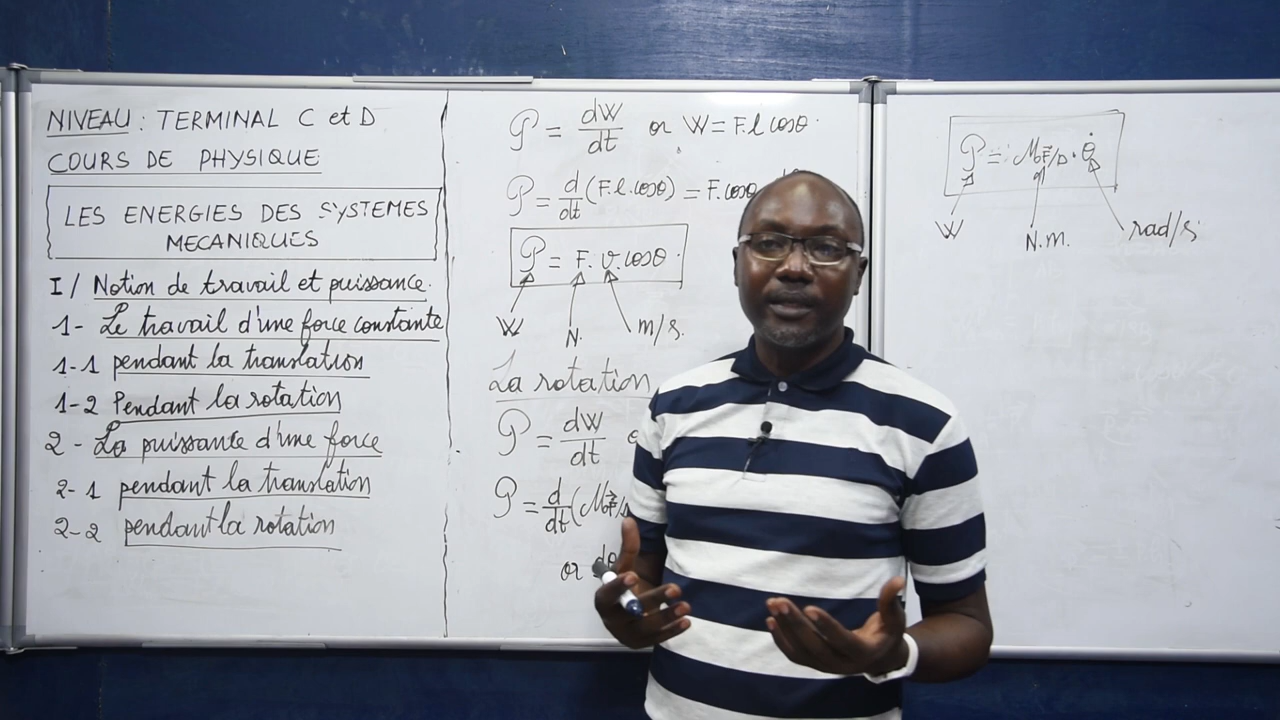 NIVEAU : TERMINAL C et D
COURS DE PHYSIQUE
LES ENERGIES DES SYSTEMES
MECANIQUES
I/ Notion de travail et puissance.
1- Le travail d'une force constante
1-1 pendant la translation
1-2 Pendant la rotation
2- La puissance d'une force
2-1 pendant la translation
2-2 pendant la rotation
P = dW/dt or W = F.l cosθ.
P = d/dt (F.l.cosθ) = F.cosθ
P = F.v.cosθ.
W N. m/s.
La rotation
P = dW/dt
P = d/dt (M F⃗/
or dθ
P = M F⃗/Δ . θ̇
W N.m. rad/s